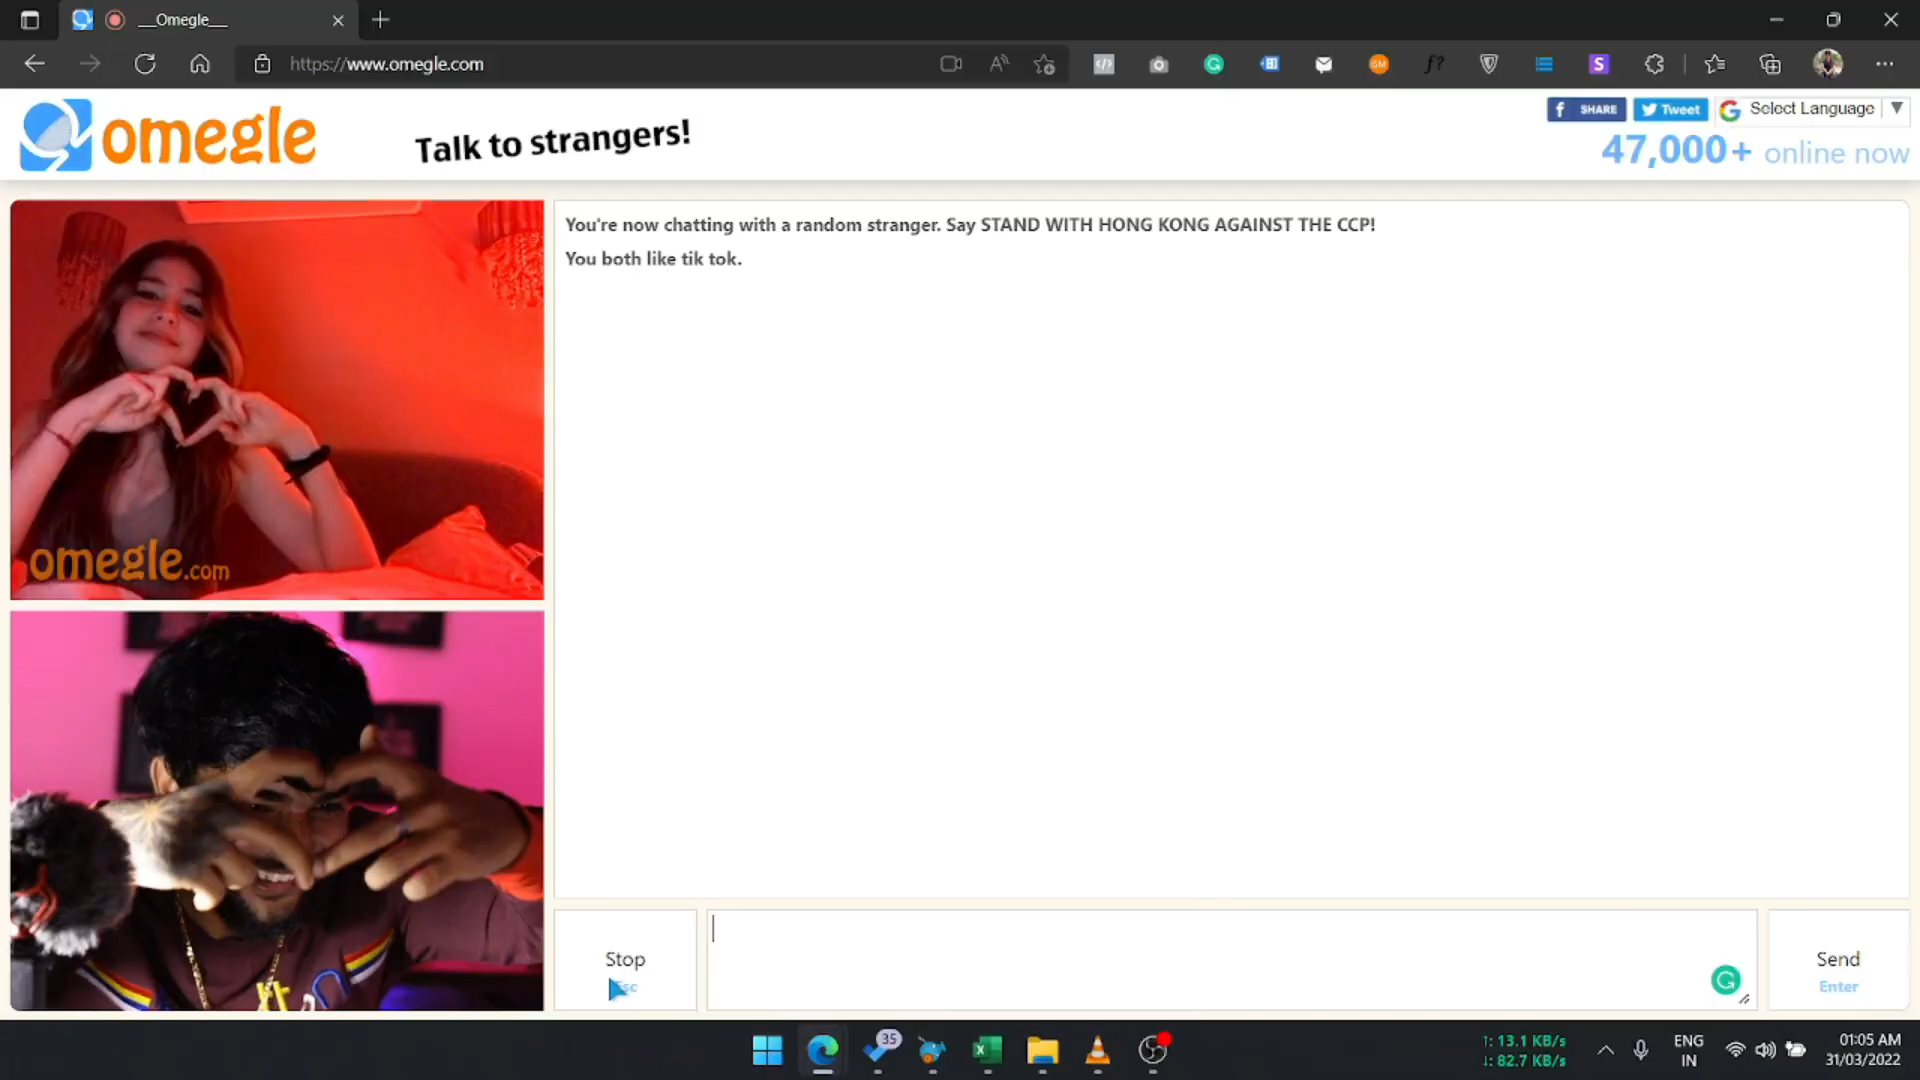 __Omegle__
https://www.omegle.com
omegle
Talk to strangers!
f SHARE
Tweet
Select Language
47,000+ online now
You're now chatting with a random stranger. Say STAND WITH HONG KONG AGAINST THE CCP!
You both like tik tok.
omegle.com
Stop
Send
Enter
35
↑: 13.1 KB/s
↓: 82.7 KB/s
ENG
IN
01:05 AM
31/03/2022